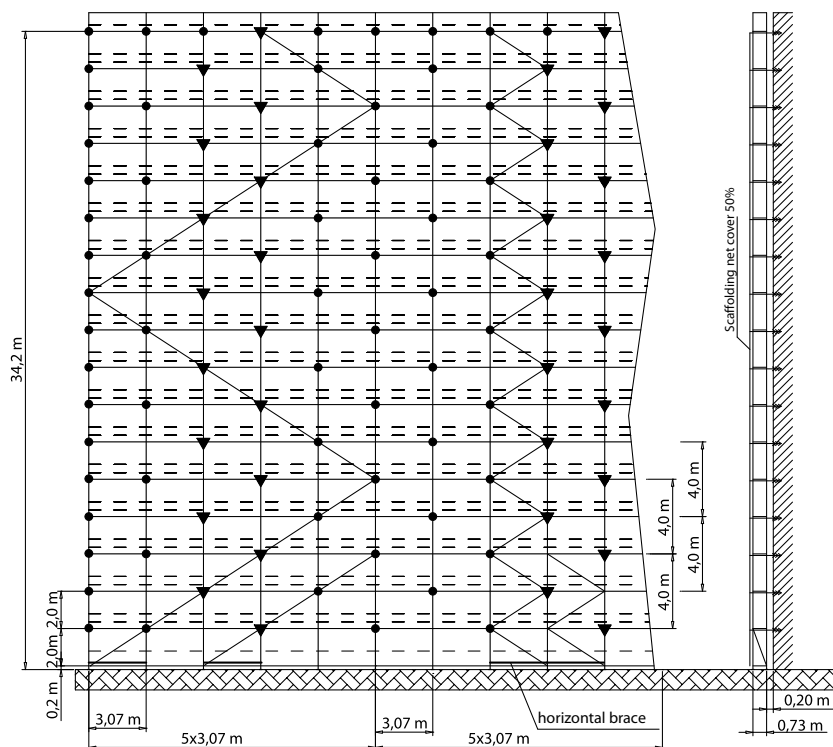 34,2 m
Scaffolding net cover 50%
4,0 m
4,0 m
4,0 m
4,0 m
2,0 m
2,0m
0,2 m
3,07 m
3,07 m
horizontal brace
0,20 m
5x3,07 m
5x3,07 m
0,73 m